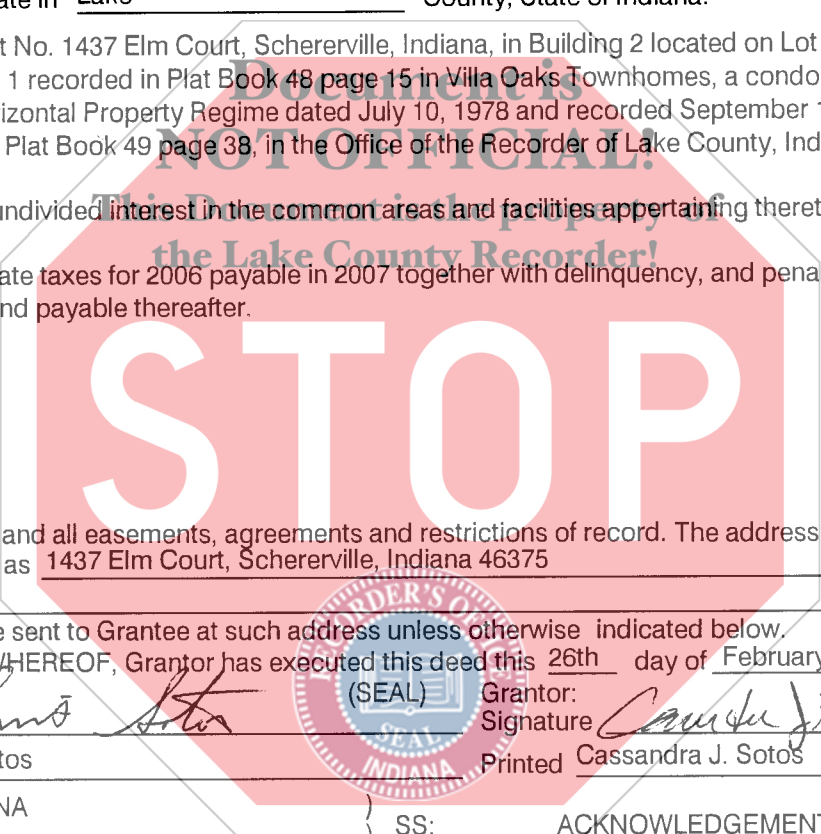 ate in Lake County, State of Indiana:
t No. 1437 Elm Court, Schererville, Indiana, in Building 2 located on Lot
1 recorded in Plat Book 48 page 15 in Villa Oaks Townhomes, a condo
Document is
izontal Property Regime dated July 10, 1978 and recorded September 1
NOT OFFICIAL!
Plat Book 49 page 38, in the Office of the Recorder of Lake County, Ind
This Document is the property of
undivided interest in the common areas and facilities appertaining theret
the Lake County Recorder!
ate taxes for 2006 payable in 2007 together with delinquency, and pena
nd payable thereafter.
STOP
and all easements, agreements and restrictions of record. The address
as 1437 Elm Court, Schererville, Indiana 46375
RECORDER'S OFFICE
e sent to Grantee at such address unless otherwise indicated below.
WHEREOF, Grantor has executed this deed this 26th day of February
(SEAL) Grantor:
Sotos Signature
SEAL
tos Printed Cassandra J. Sotos
INDIANA
NA
SS: ACKNOWLEDGEMENT